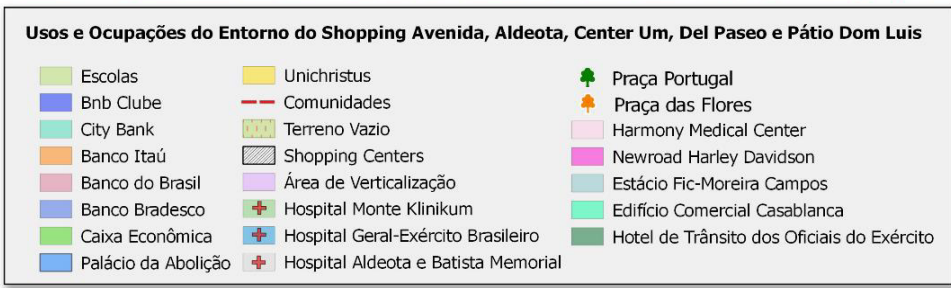 Usos e Ocupações do Entorno do Shopping Avenida, Aldeota, Center Um, Del Paseo e Pátio Dom Luis
Escolas
Bnb Clube
City Bank
Banco Itaú
Banco do Brasil
Banco Bradesco
Caixa Econômica
Palácio da Abolição
Unichristus
Comunidades
Terreno Vazio
Shopping Centers
Área de Verticalização
Hospital Monte Klinikum
Hospital Geral-Exército Brasileiro
Hospital Aldeota e Batista Memorial
Praça Portugal
Praça das Flores
Harmony Medical Center
Newroad Harley Davidson
Estácio Fic-Moreira Campos
Edifício Comercial Casablanca
Hotel de Trânsito dos Oficiais do Exército